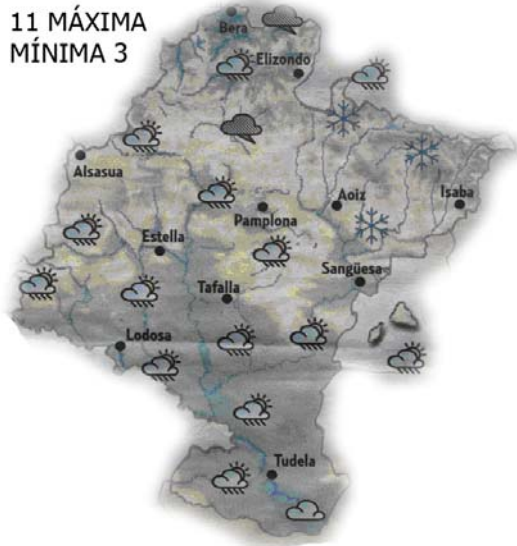 11 MÁXIMA
MÍNIMA 3
Bera
Elizondo
Alsasua
Aoiz
Isaba
Pamplona
Estella
Sangüesa
Tafalla
Lodosa
Tudela